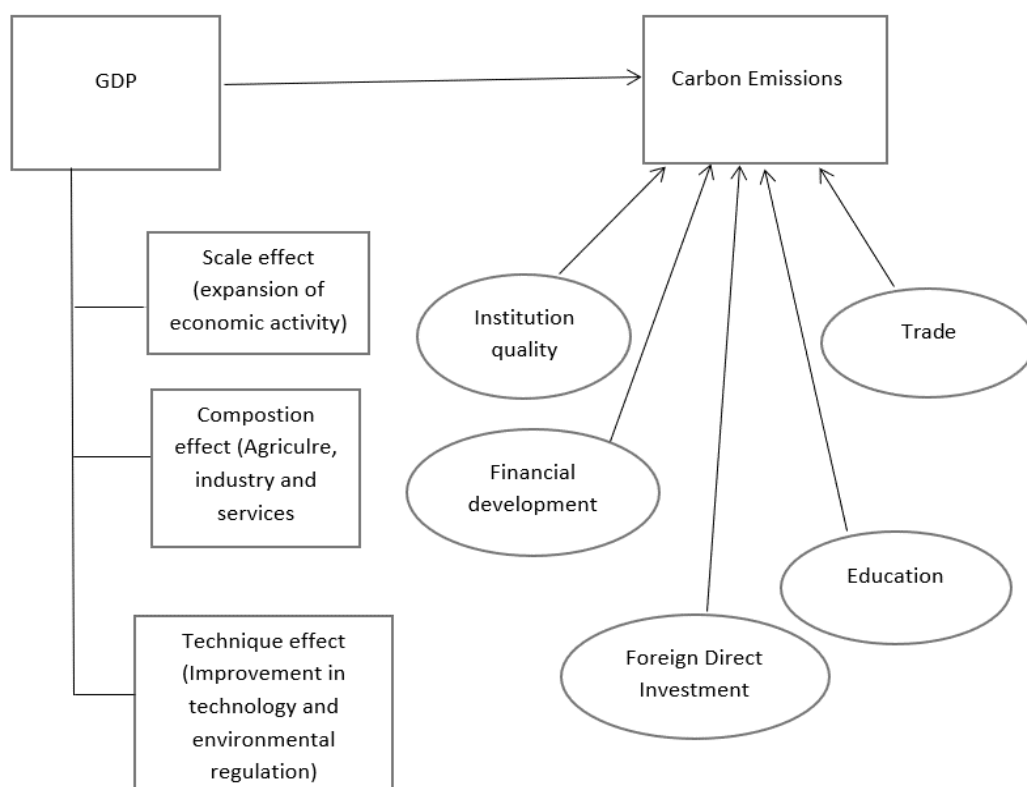 GDP
Carbon Emissions
Scale effect
(expansion of
economic activity)
Compostion
effect (Agriculre,
industry and
services
Technique effect
(Improvement in
technology and
environmental
regulation)
Institution
quality
Trade
Financial
development
Education
Foreign Direct
Investment